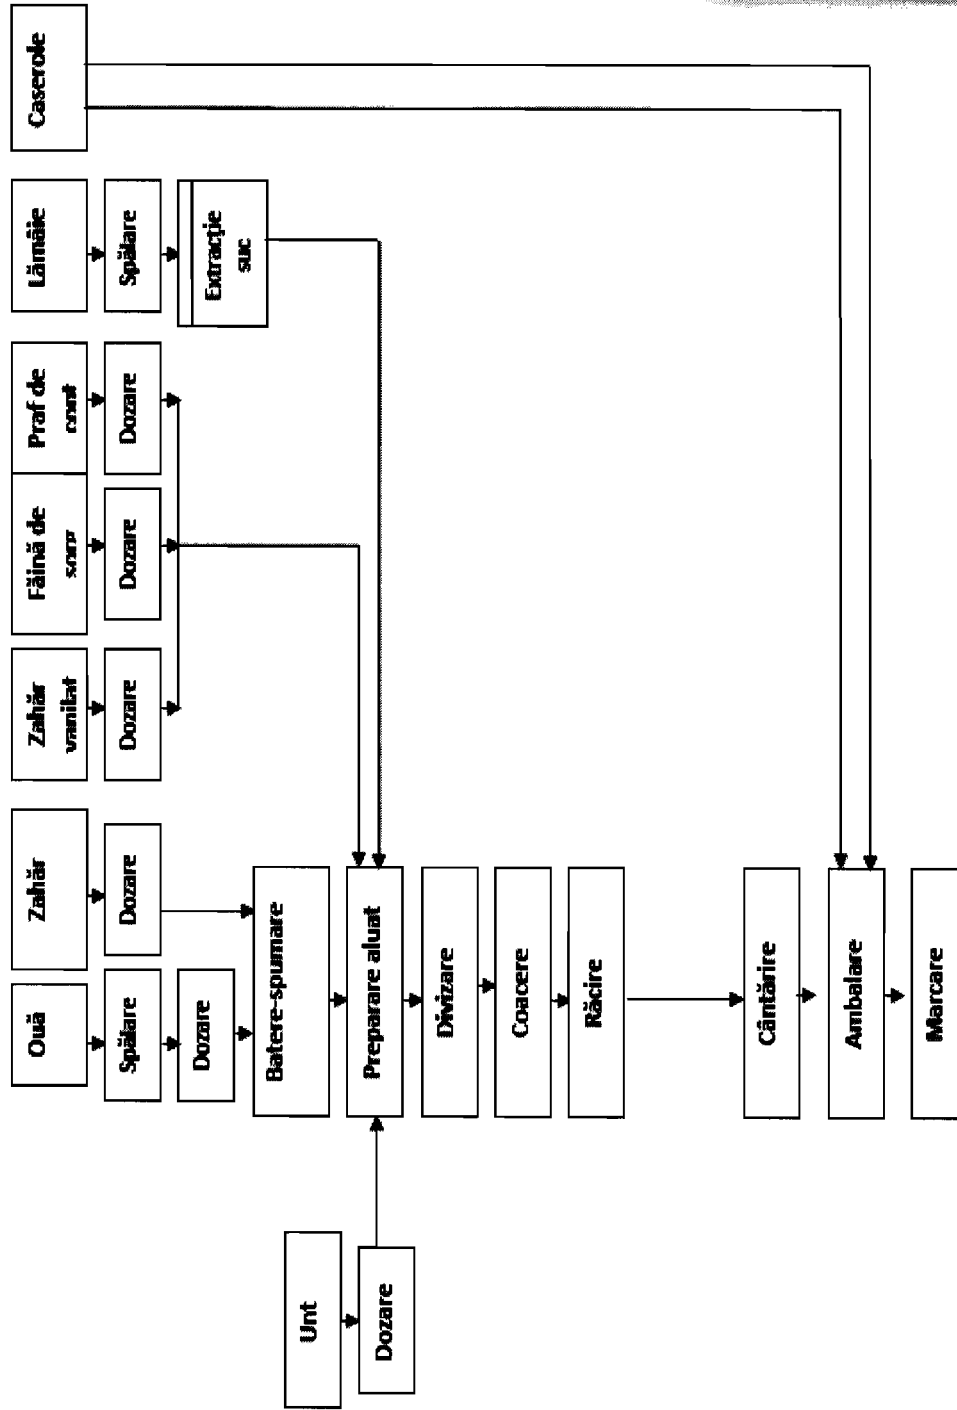 Ouă
Zahăr
Zahăr
vanilat
Făină de
Praf de
Lămâie
Caserole
Spălare
Dozare
Dozare
Dozare
Dozare
Spălare
Dozare
Extracţie
suc
Batere-spumare
Unt
Preparare aluat
Dozare
Divizare
Coacere
Răcire
Cântărire
Ambalare
Marcare